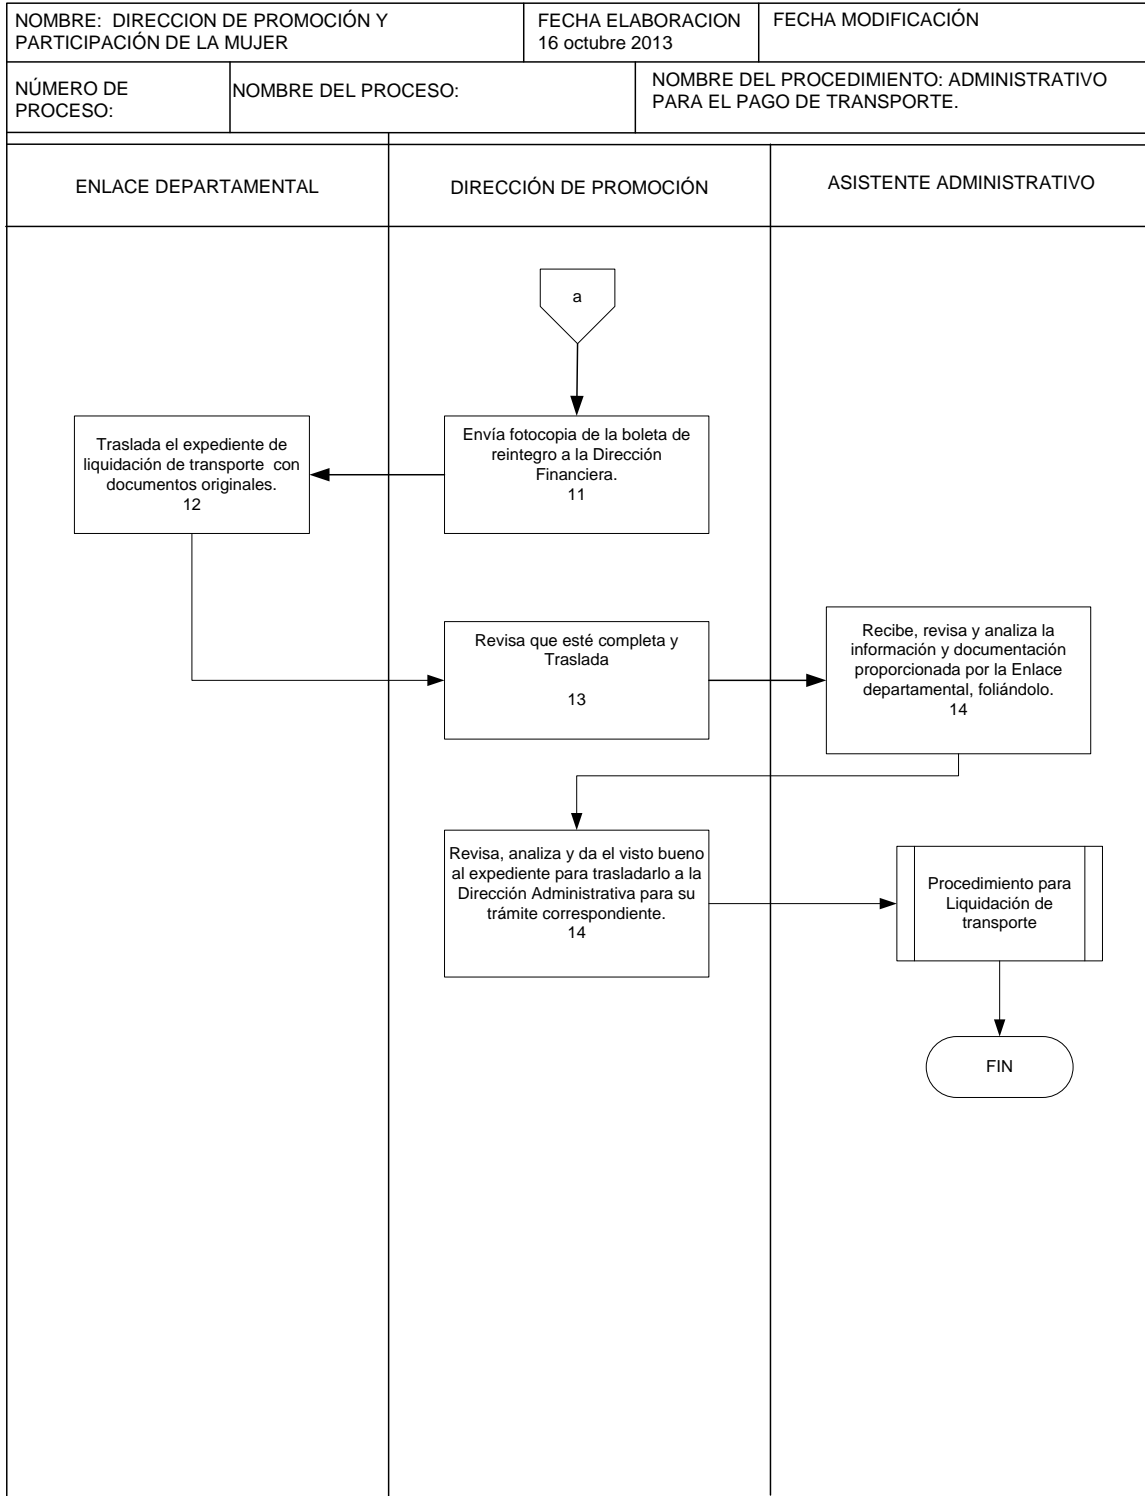 NOMBRE:  DIRECCION DE PROMOCIÓN Y
PARTICIPACIÓN DE LA MUJER
FECHA ELABORACION
16 octubre 2013
FECHA MODIFICACIÓN
NÚMERO DE
PROCESO:
NOMBRE DEL PROCESO:
NOMBRE DEL PROCEDIMIENTO: ADMINISTRATIVO
PARA EL PAGO DE TRANSPORTE.
ENLACE DEPARTAMENTAL
DIRECCIÓN DE PROMOCIÓN
ASISTENTE ADMINISTRATIVO
a
Envía fotocopia de la boleta de
reintegro a la Dirección
Financiera.
11
Traslada el expediente de
liquidación de transporte  con
documentos originales.
12
Revisa que esté completa y
Traslada
13
Recibe, revisa y analiza la
información y documentación
proporcionada por la Enlace
departamental, foliándolo.
14
Revisa, analiza y da el visto bueno
al expediente para trasladarlo a la
Dirección Administrativa para su
trámite correspondiente.
14
Procedimiento para
Liquidación de
transporte
FIN